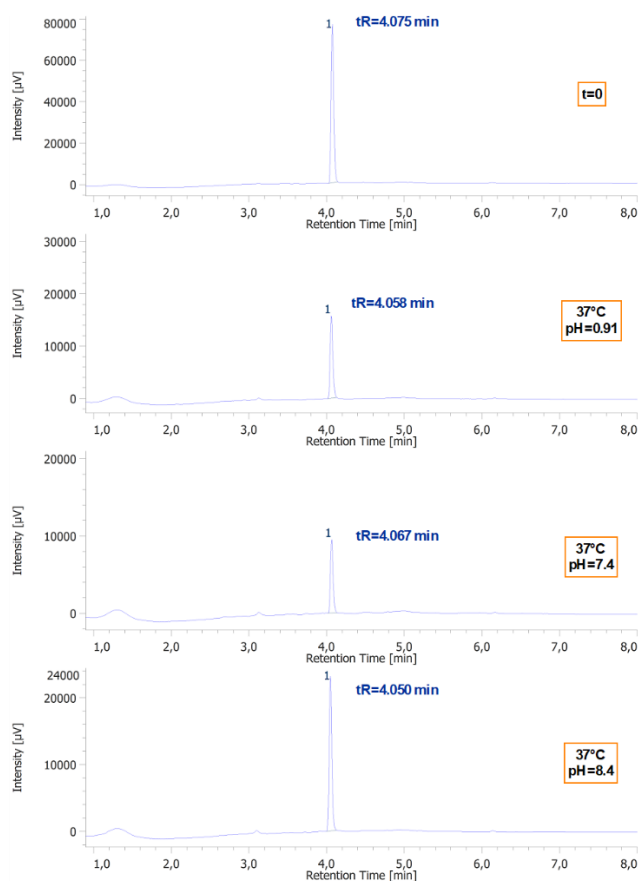 Intensity [µV]
80000
60000
40000
20000
0
1
tR=4.075 min
t=0
1,0 2,0 3,0 4,0 5,0 6,0 7,0 8,0
Retention Time [min]
Intensity [µV]
30000
20000
10000
0
1
tR=4.058 min
37°C
pH=0.91
1,0 2,0 3,0 4,0 5,0 6,0 7,0 8,0
Retention Time [min]
Intensity [µV]
20000
10000
0
1
tR=4.067 min
37°C
pH=7.4
1,0 2,0 3,0 4,0 5,0 6,0 7,0 8,0
Retention Time [min]
Intensity [µV]
24000
20000
10000
0
1
tR=4.050 min
37°C
pH=8.4
1,0 2,0 3,0 4,0 5,0 6,0 7,0 8,0
Retention Time [min]